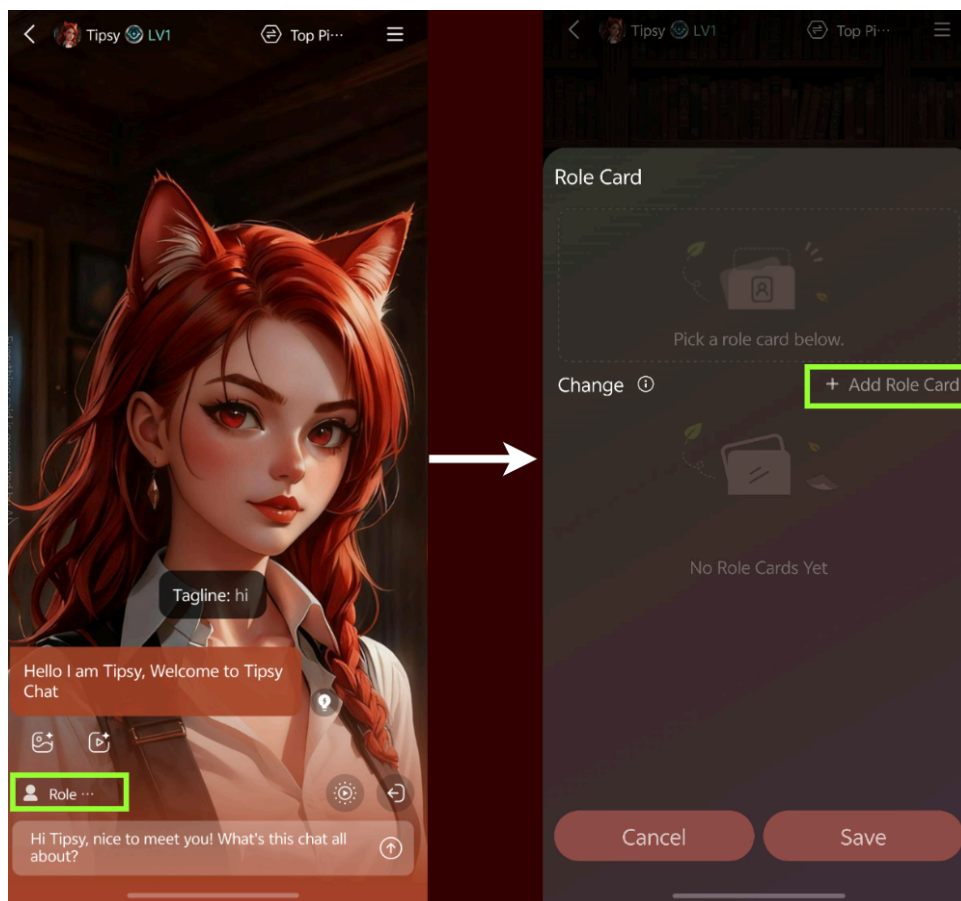 Tipsy LV1
Top Pi···
Tagline: hi
Hello I am Tipsy, Welcome to Tipsy
Chat
Role ···
Hi Tipsy, nice to meet you! What's this chat all
about?
Tipsy LV1
Top Pi···
Role Card
Pick a role card below.
Change
+ Add Role Card
No Role Cards Yet
Cancel
Save